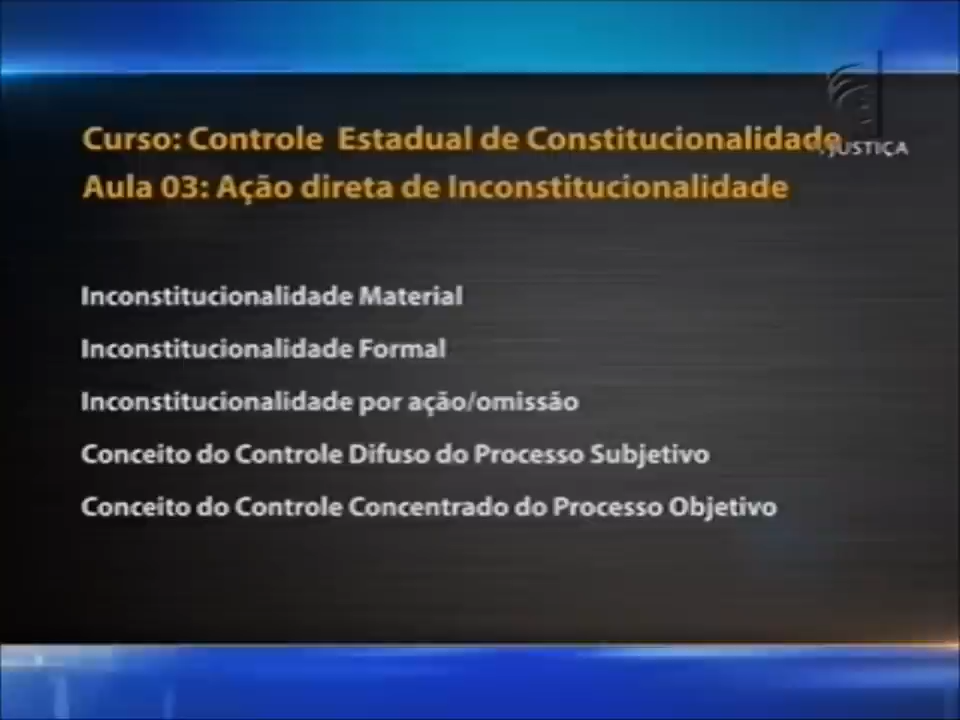 Curso: Controle Estadual de Constitucionalidade
JUSTIÇA
Aula 03: Ação direta de Inconstitucionalidade
Inconstitucionalidade Material
Inconstitucionalidade Formal
Inconstitucionalidade por ação/omissão
Conceito do Controle Difuso do Processo Subjetivo
Conceito do Controle Concentrado do Processo Objetivo